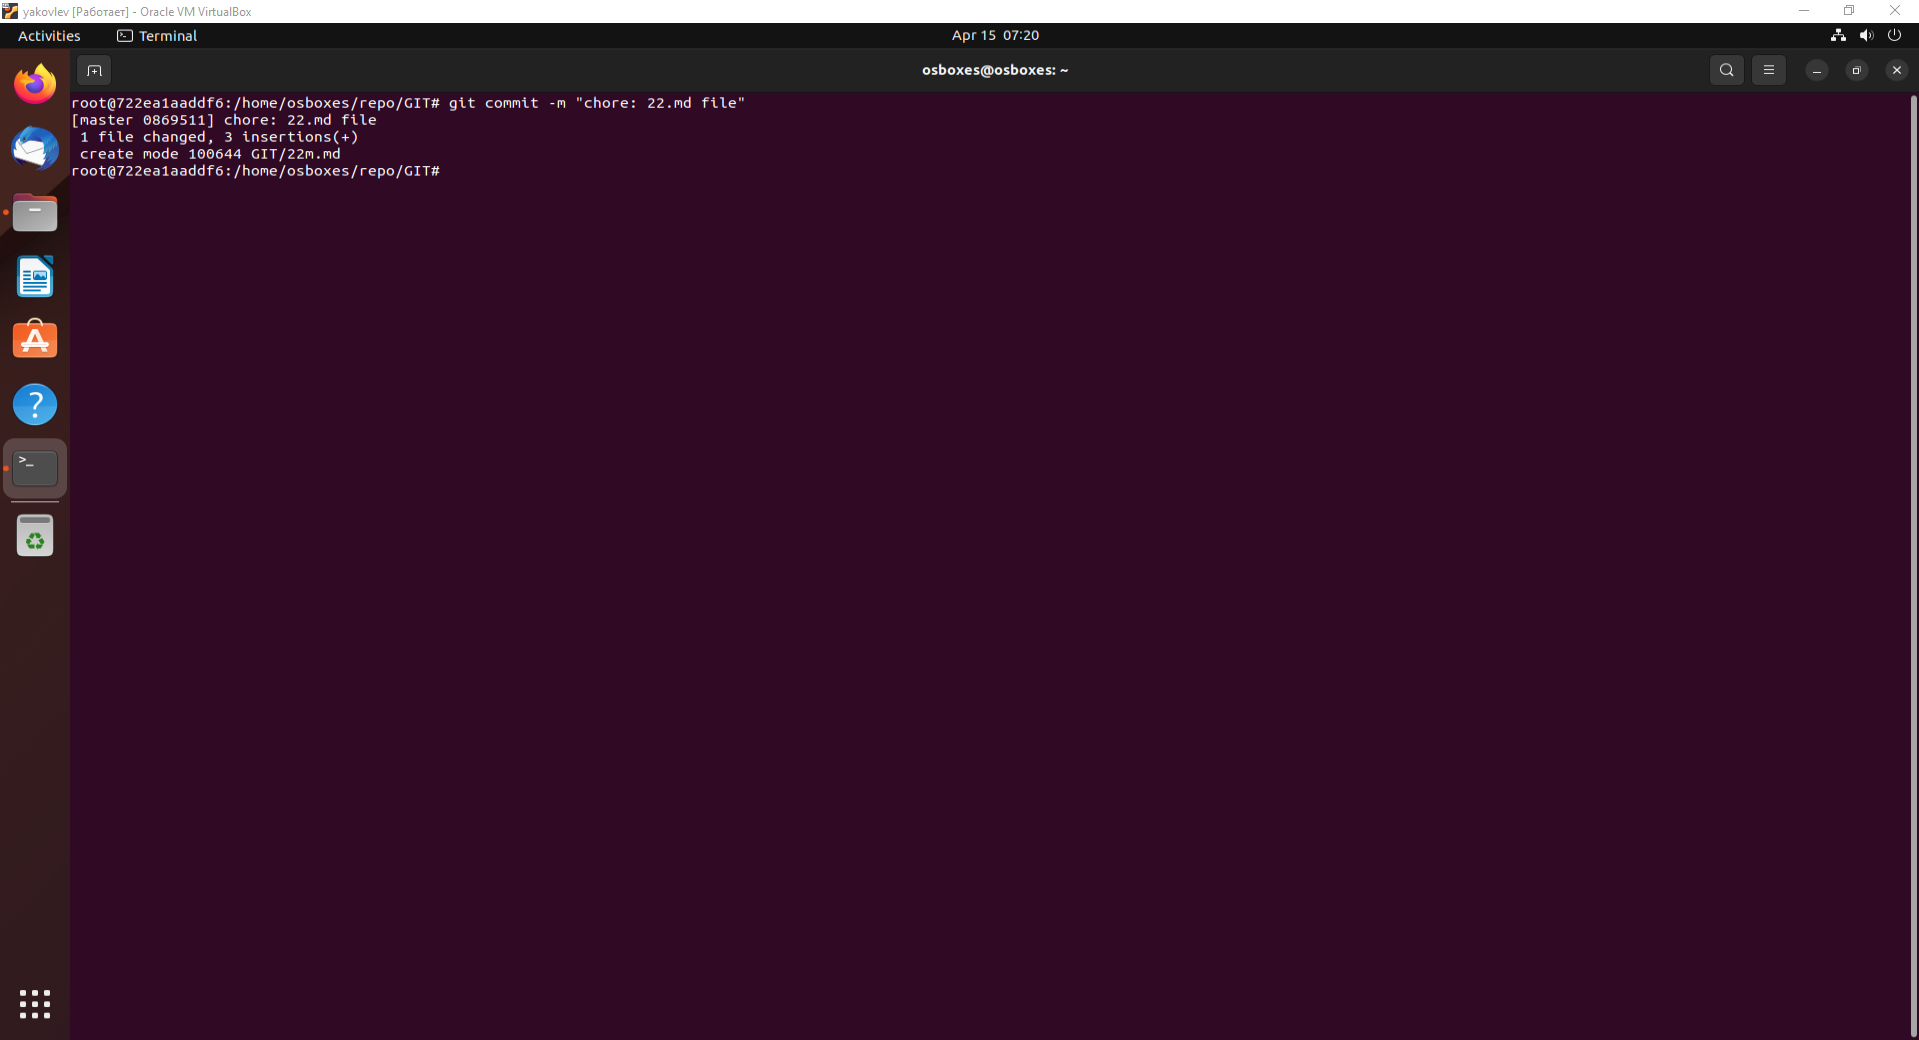 yakovlev [Работает] - Oracle VM VirtualBox
Activities
Terminal
Apr 15 07:20
osboxes@osboxes: ~
root@722ea1aaddf6:/home/osboxes/repo/GIT# git commit -m "chore: 22.md file"
[master 0869511] chore: 22.md file
 1 file changed, 3 insertions(+)
 create mode 100644 GIT/22m.md
root@722ea1aaddf6:/home/osboxes/repo/GIT#